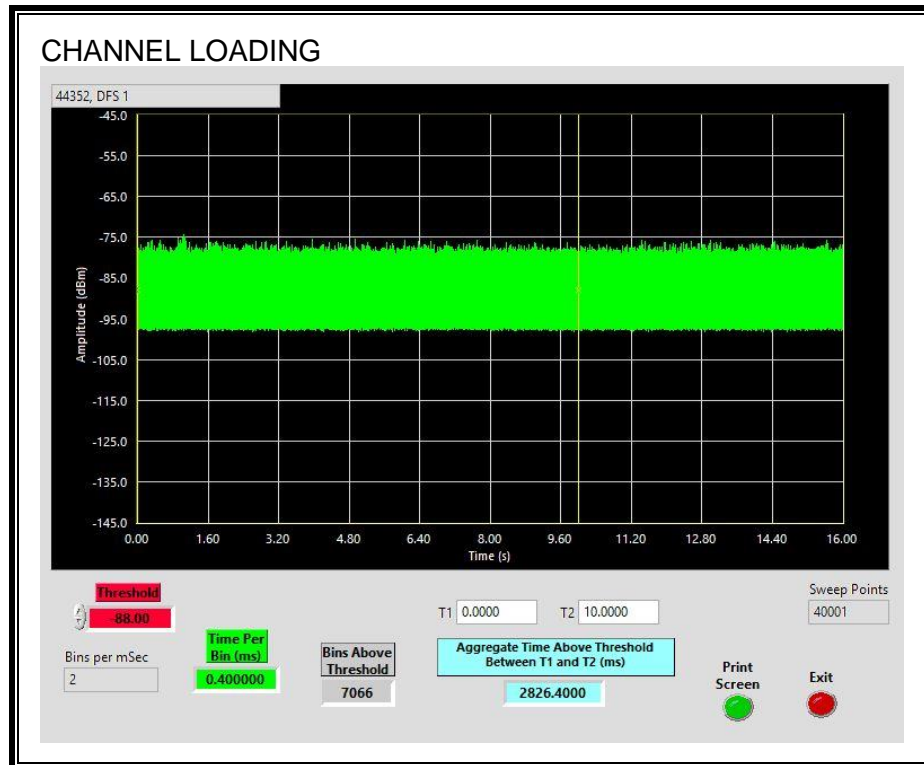 CHANNEL LOADING
44352, DFS 1
-45.0
-55.0
-65.0
-75.0
-85.0
-95.0
-105.0
-115.0
-125.0
-135.0
-145.0
Amplitude (dBm)
0.00 1.60 3.20 4.80 6.40 8.00 9.60 11.20 12.80 14.40 16.00
Time (s)
Threshold
-88.00
Bins per mSec
2
Time Per
Bin (ms)
0.400000
Bins Above
Threshold
7066
T1 0.0000 T2 10.0000
Aggregate Time Above Threshold
Between T1 and T2 (ms)
2826.4000
Sweep Points
40001
Print
Screen
Exit